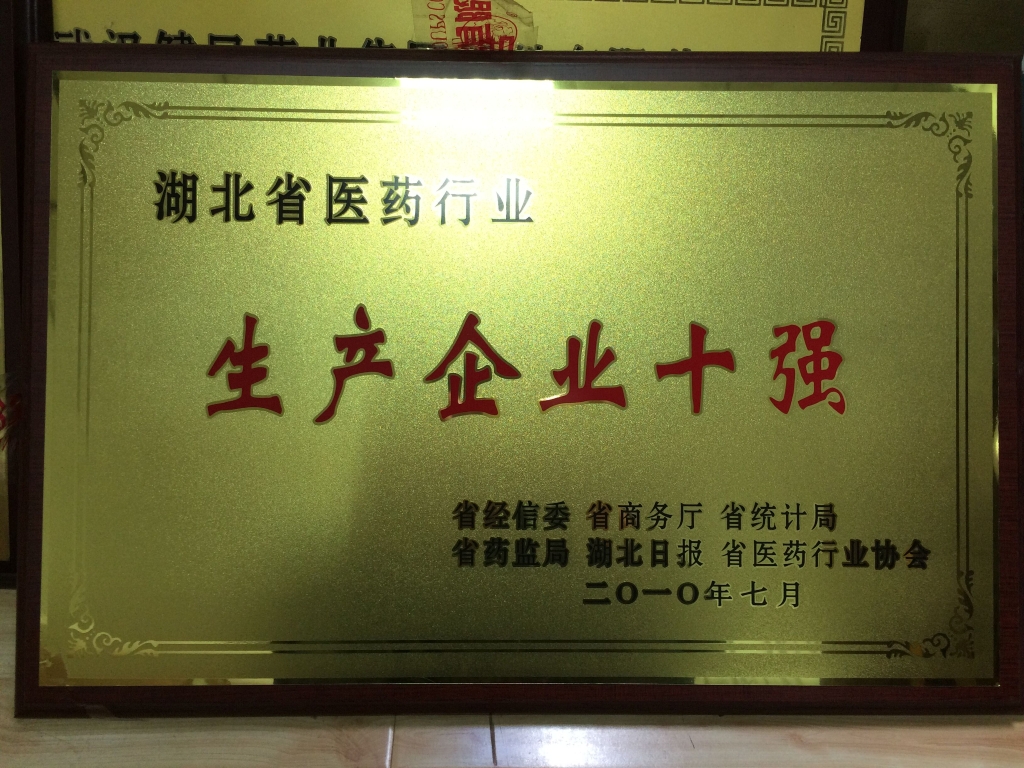 湖北省医药行业
生产企业十强
省经信委 省商务厅 省统计局
省药监局 湖北日报 省医药行业协会
二〇一〇年七月